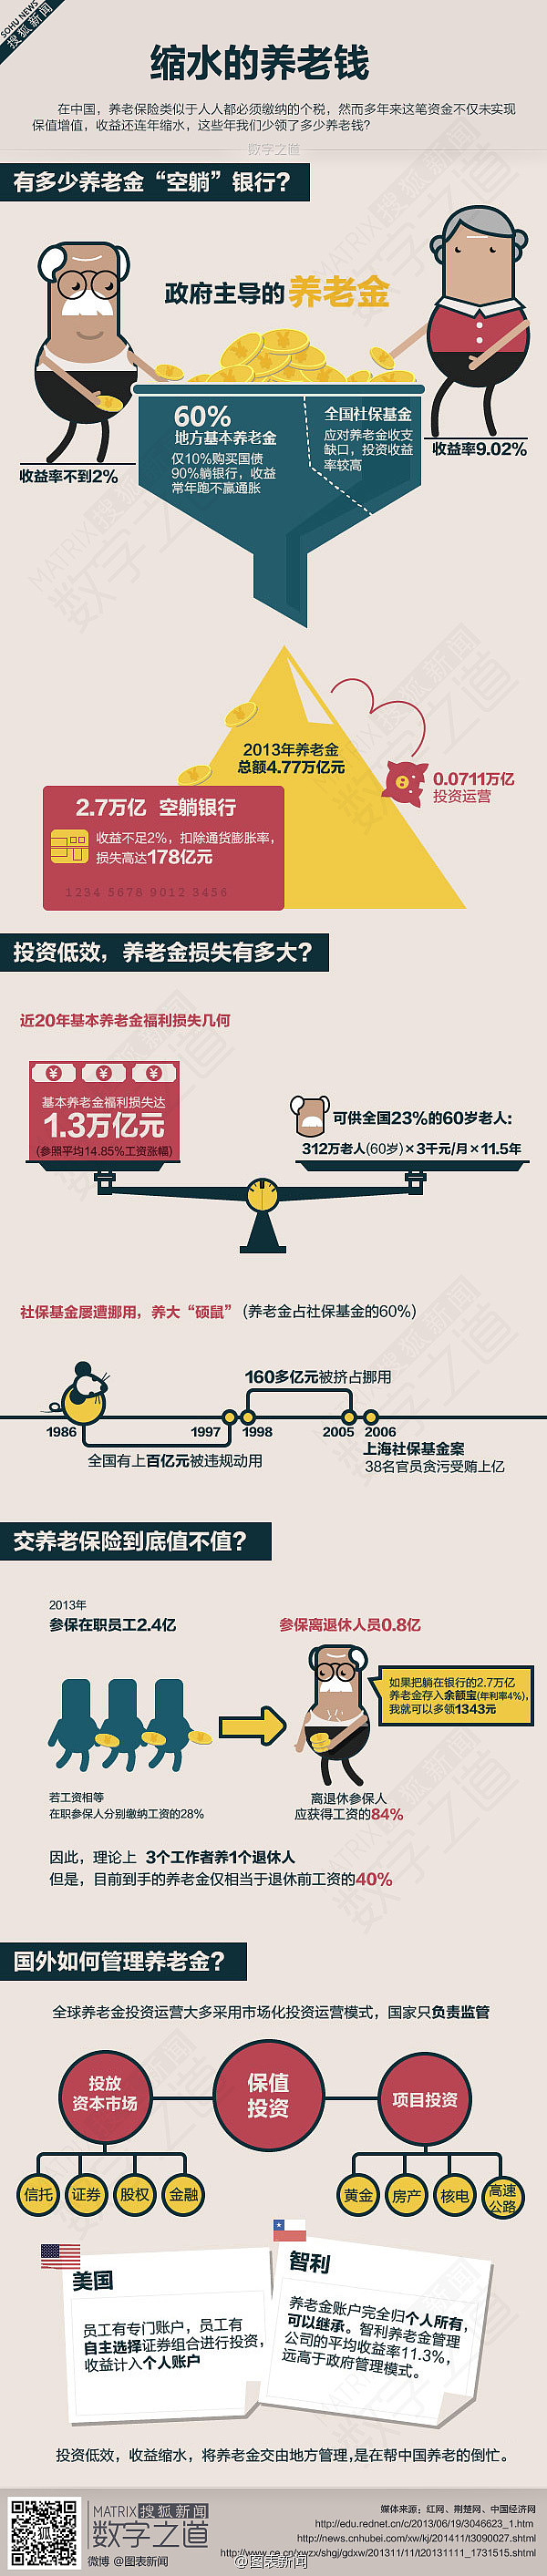 SOHU NEWS
搜狐新闻
缩水的养老钱
在中国，养老保险类似于人人都必须缴纳的个税，然而多年来这笔资金不仅未实现
保值增值，收益还连年缩水，这些年我们少领了多少养老钱？
数字之道
有多少养老金“空躺”银行？
政府主导的 养老金
60%
地方基本养老金
仅10%购买国债
90%躺银行，收益
常年跑不赢通胀
全国社保基金
应对养老金收支
缺口，投资收益
率较高
收益率不到2%
收益率9.02%
2013年养老金
总额4.77万亿元
0.0711万亿
投资运营
2.7万亿 空躺银行
收益不足2%，扣除通货膨胀率，
损失高达178亿元
1234 5678 9012 3456
投资低效，养老金损失有多大？
近20年基本养老金福利损失几何
基本养老金福利损失达
1.3万亿元
(参照平均14.85%工资涨幅)
可供全国23%的60岁老人:
312万老人(60岁)×3千元/月×11.5年
社保基金屡遭挪用，养大“硕鼠” (养老金占社保基金的60%)
160多亿元被挤占挪用
1986
1997
1998
2005
2006
全国有上百亿元被违规动用
上海社保基金案
38名官员贪污受贿上亿
交养老保险到底值不值？
2013年
参保在职员工2.4亿
参保离退休人员0.8亿
如果把躺在银行的2.7万亿
养老金存入余额宝(年利率4%)，
我就可以多领1343元
若工资相等
在职参保人分别缴纳工资的28%
离退休参保人
应获得工资的84%
因此，理论上 3个工作者养1个退休人
但是，目前到手的养老金仅相当于退休前工资的40%
国外如何管理养老金？
全球养老金投资运营大多采用市场化投资运营模式，国家只负责监管
投放
资本市场
保值
投资
项目投资
信托
证券
股权
金融
黄金
房产
核电
高速
公路
美国
员工有专门账户，员工有
自主选择证券组合进行投资，
收益计入个人账户
智利
养老金账户完全归个人所有，
可以继承。智利养老金管理
公司的平均收益率11.3%，
远高于政府管理模式。
投资低效，收益缩水，将养老金交由地方管理,是在帮中国养老的倒忙。
MATRIX 搜狐新闻
数字之道
微博 @图表新闻
媒体来源：红网、荆楚网、中国经济网
http://edu.rednet.cn/c/2013/06/19/3046623_1.htm
http://news.cnhubei.com/xw/kj/201411/t3090027.shtml
http://www.ce.cn/xwzx/shgj/gdxw/201311/11/t20131111_1731515.shtml
@图表新闻